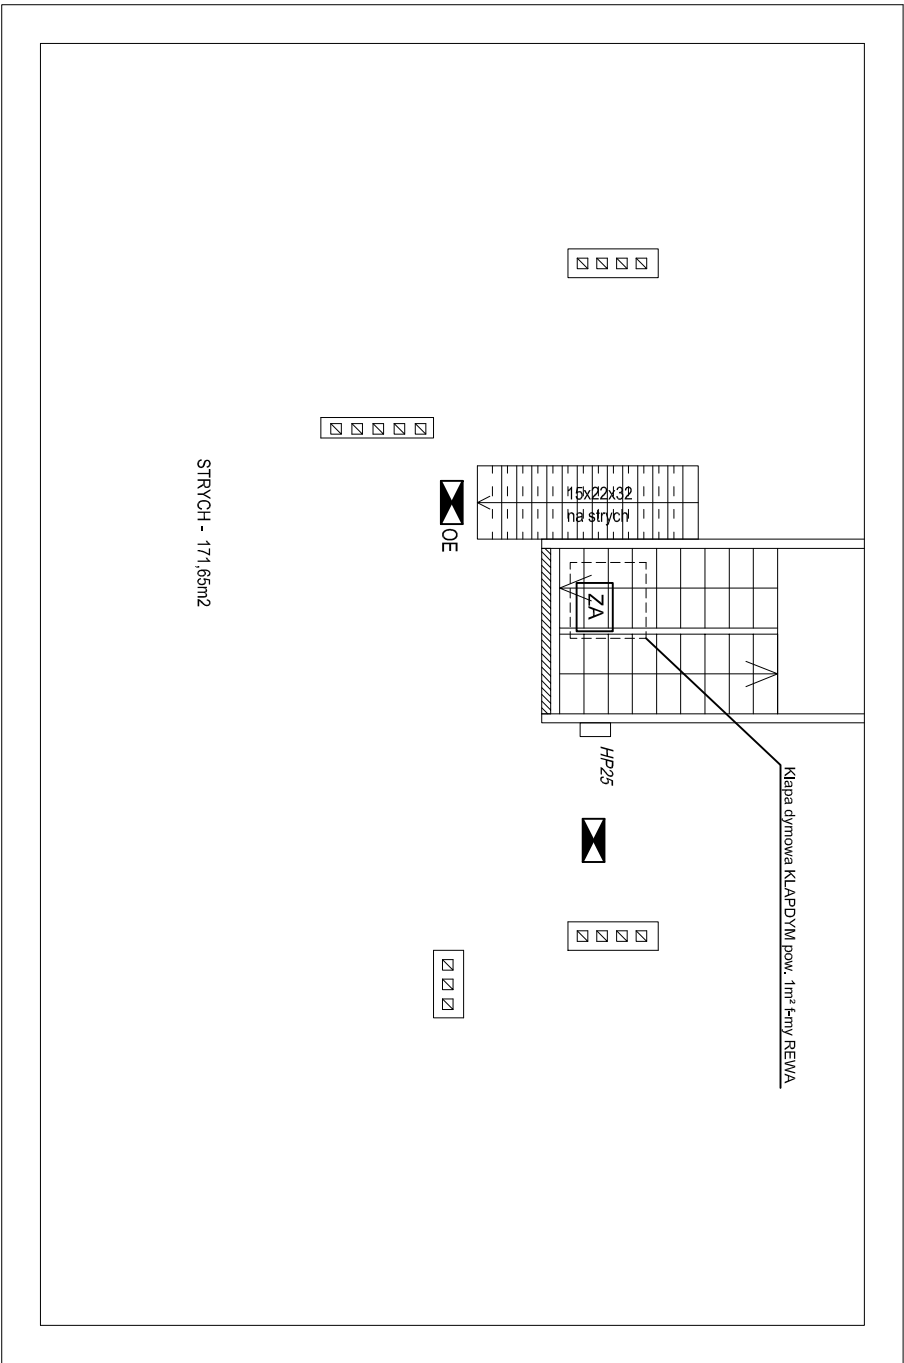 15x22x32
na strych
OE
ZA
STRYCH - 171,65m2
HP25
Klapa dymowa KLAPDYM pow. 1m² f-my REWA